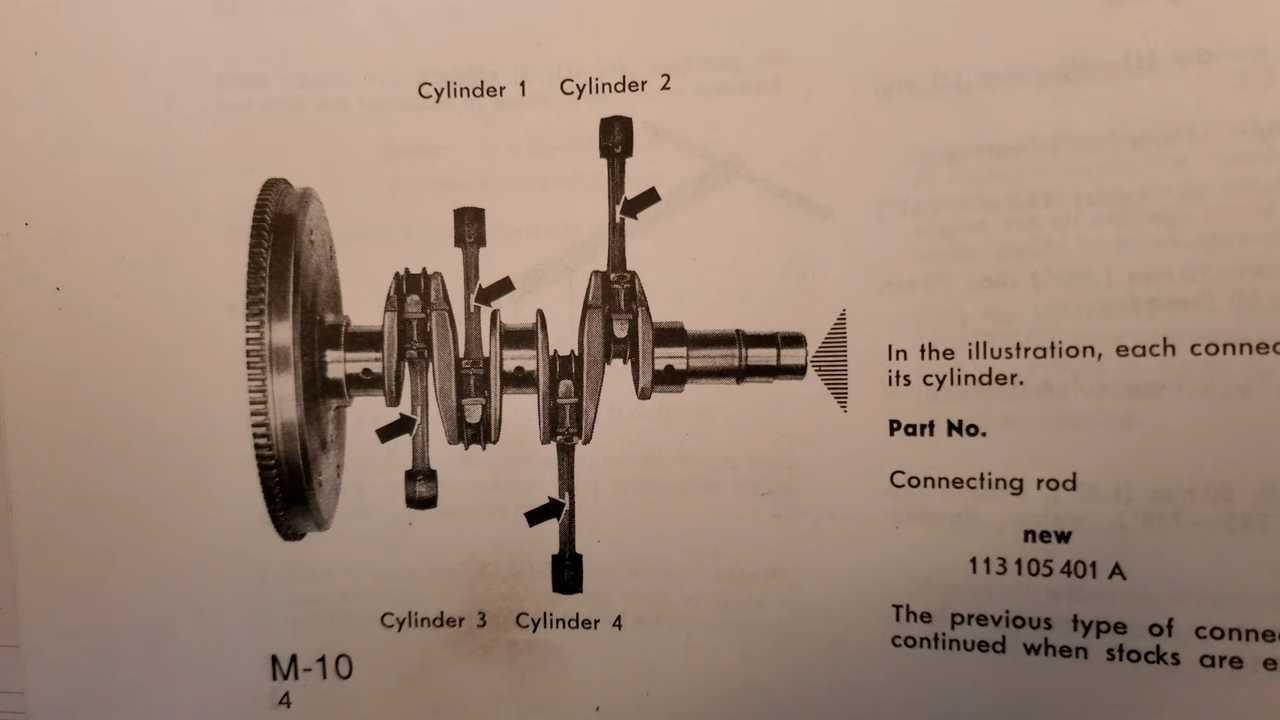 Cylinder 1 Cylinder 2
In the illustration, each connec
its cylinder.
Part No.
Connecting rod
new
113 105 401 A
The previous type of conne
continued when stocks are e
Cylinder 3 Cylinder 4
M-10
4